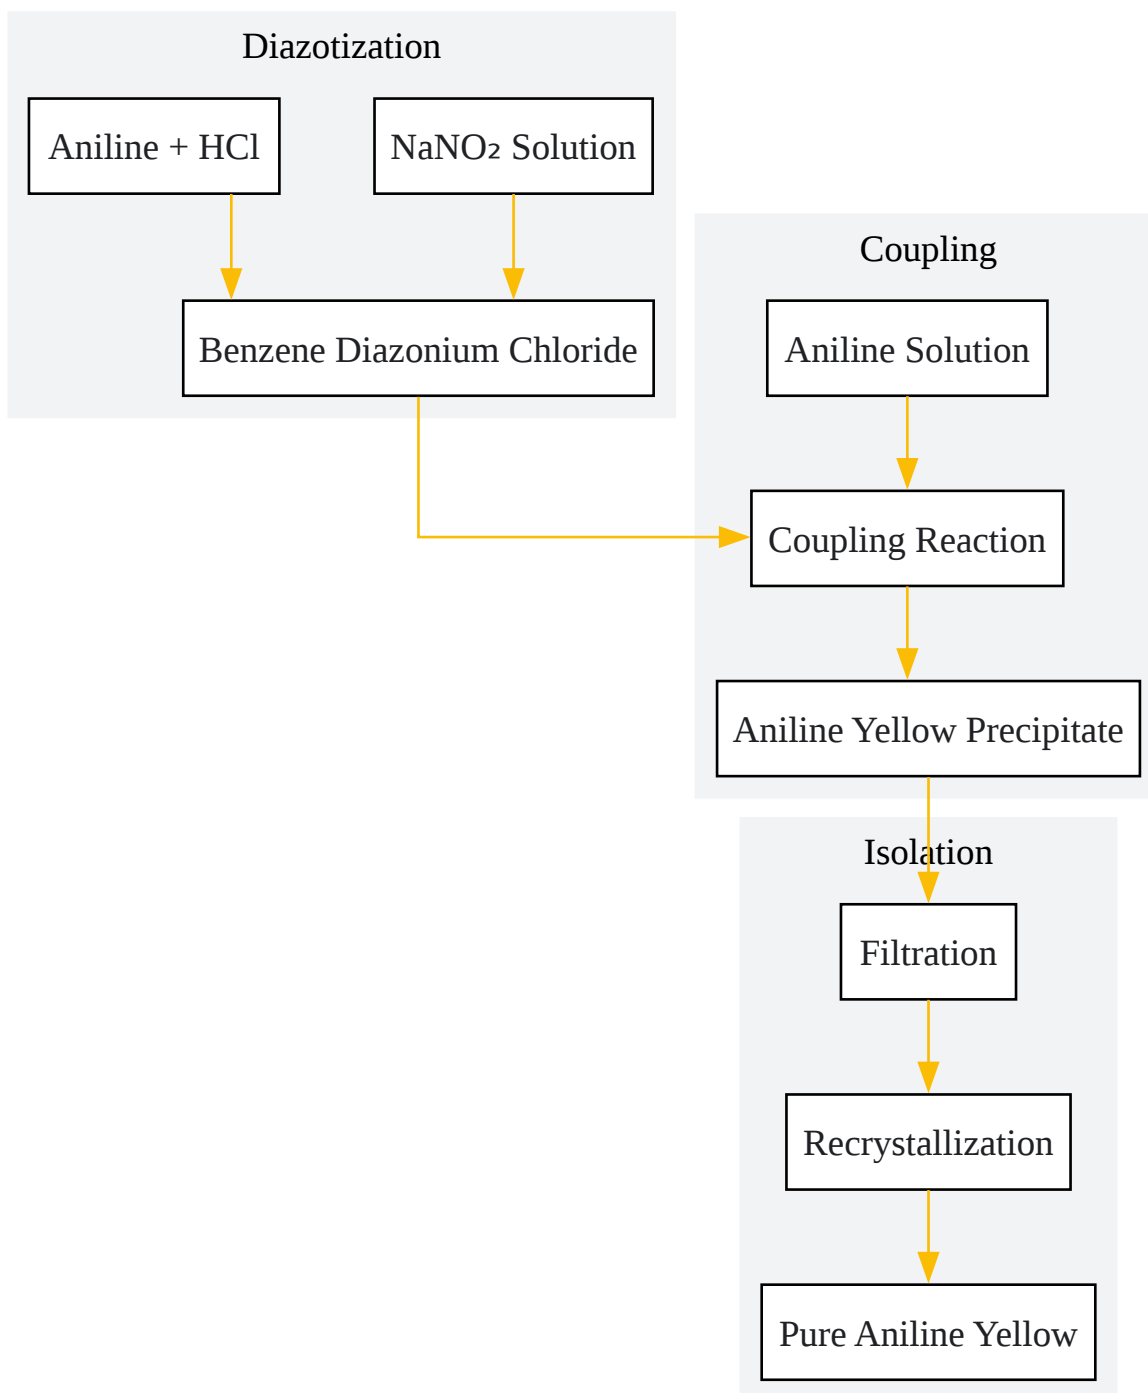 Diazotization
Aniline + HCl
NaNO₂ Solution
Benzene Diazonium Chloride
Coupling
Aniline Solution
Coupling Reaction
Aniline Yellow Precipitate
Isolation
Filtration
Recrystallization
Pure Aniline Yellow